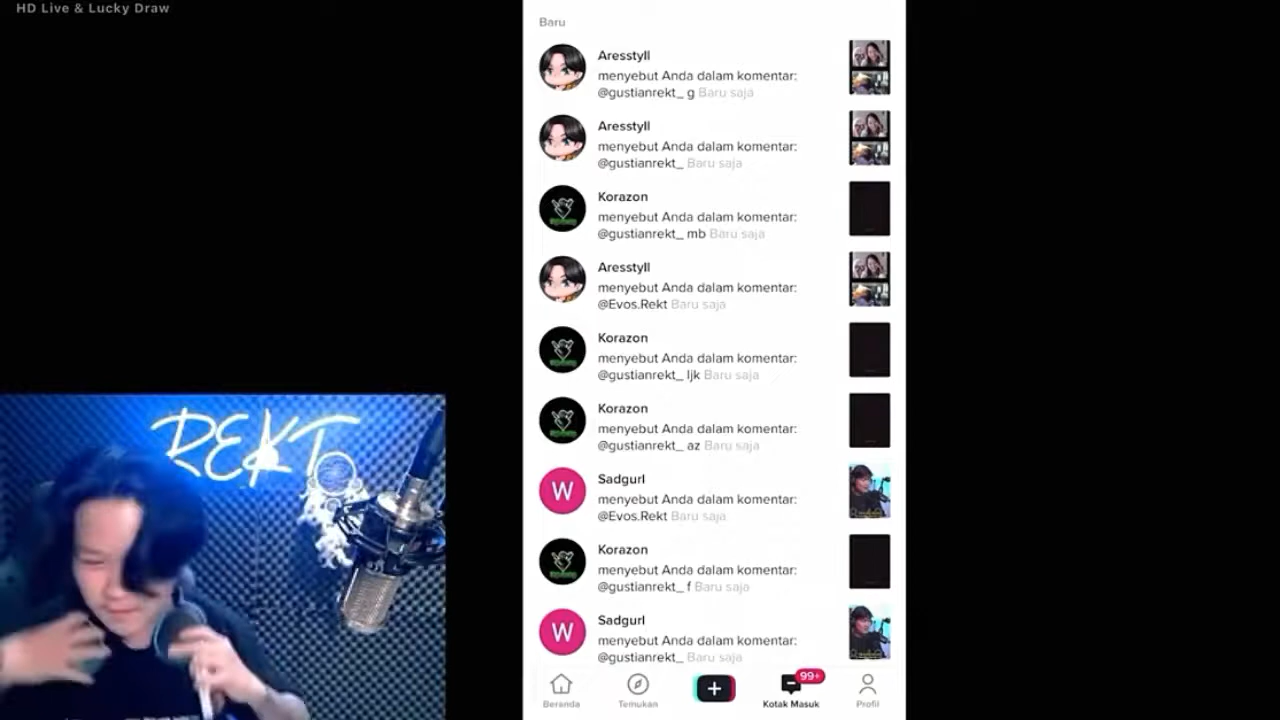 HD Live & Lucky Draw
Baru
Aresstyll
menyebut Anda dalam komentar:
@gustianrekt_ g Baru saja
Aresstyll
menyebut Anda dalam komentar:
@gustianrekt_ Baru saja
Korazon
menyebut Anda dalam komentar:
@gustianrekt_ mb Baru saja
Aresstyll
menyebut Anda dalam komentar:
@Evos.Rekt Baru saja
Korazon
menyebut Anda dalam komentar:
@gustianrekt_ ljk Baru saja
Korazon
menyebut Anda dalam komentar:
@gustianrekt_ az Baru saja
W
Sadgurl
menyebut Anda dalam komentar:
@Evos.Rekt Baru saja
Korazon
menyebut Anda dalam komentar:
@gustianrekt_ f Baru saja
W
Sadgurl
menyebut Anda dalam komentar:
@gustianrekt_ Baru saja
99+
Beranda
Temukan
Kotak Masuk
Profil
REKT